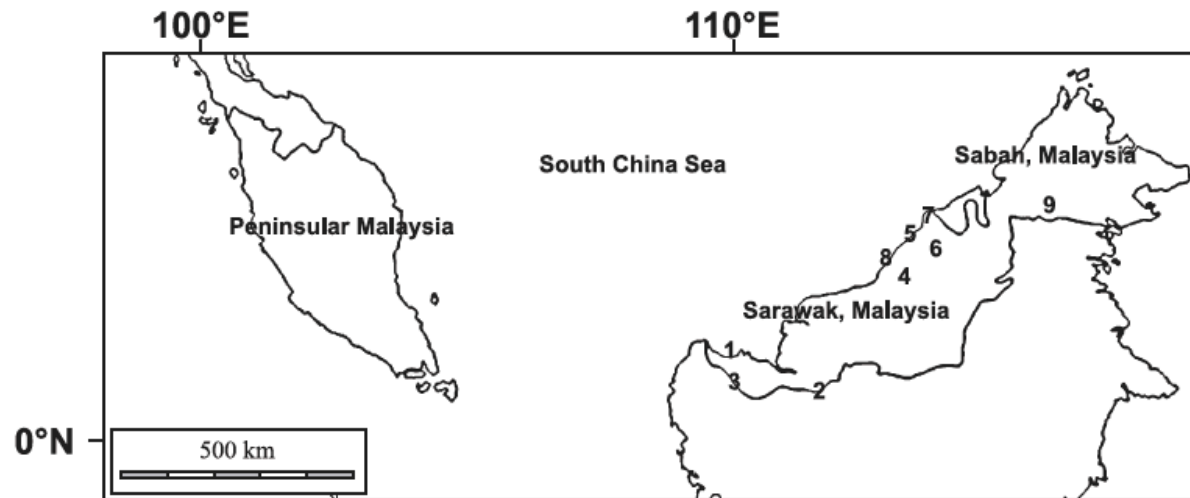 100°E 110°E
South China Sea
Sabah, Malaysia
Peninsular Malaysia
7
9
5
6
8
4
Sarawak, Malaysia
1
3
2
0°N
500 km